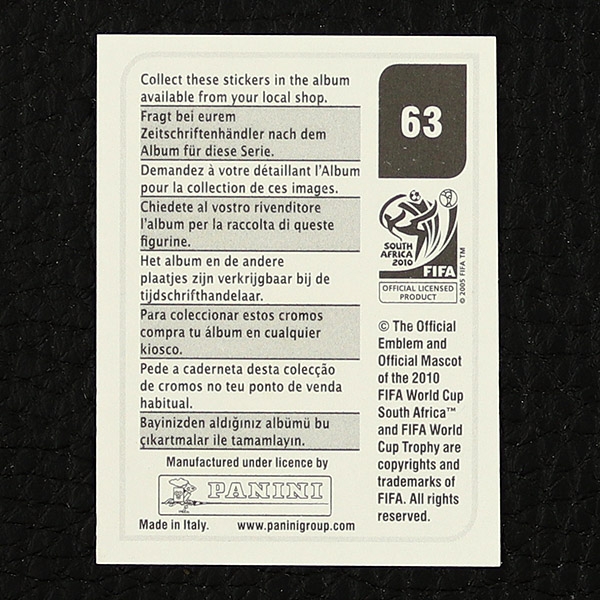 Collect these stickers in the album
available from your local shop.
Fragt bei eurem
Zeitschriftenhändler nach dem
Album für diese Serie.
Demandez à votre détaillant l'Album
pour la collection de ces images.
Chiedete al vostro rivenditore
l'album per la raccolta di queste
figurine.
Het album en de andere
plaatjes zijn verkrijgbaar bij de
tijdschrifthandelaar.
Para coleccionar estos cromos
compra tu álbum en cualquier
kiosco.
Pede a caderneta desta colecção
de cromos no teu ponto de venda
habitual.
Bayinizden aldığınız albümü bu
çıkartmalar ile tamamlayın.
Manufactured under licence by
PANINI
Made in Italy. www.paninigroup.com
63
SOUTH
AFRICA
2010
FIFA
OFFICIAL LICENSED
PRODUCT
© 2005 FIFA TM
© The Official
Emblem and
Official Mascot
of the 2010
FIFA World Cup
South Africa™
and FIFA World
Cup Trophy are
copyrights and
trademarks of
FIFA. All rights
reserved.